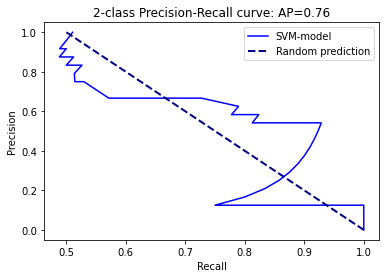 2-class Precision-Recall curve: AP=0.76
SVM-model
Random prediction
Precision
1.0
0.8
0.6
0.4
0.2
0.0
0.5
0.6
0.7
0.8
0.9
1.0
Recall